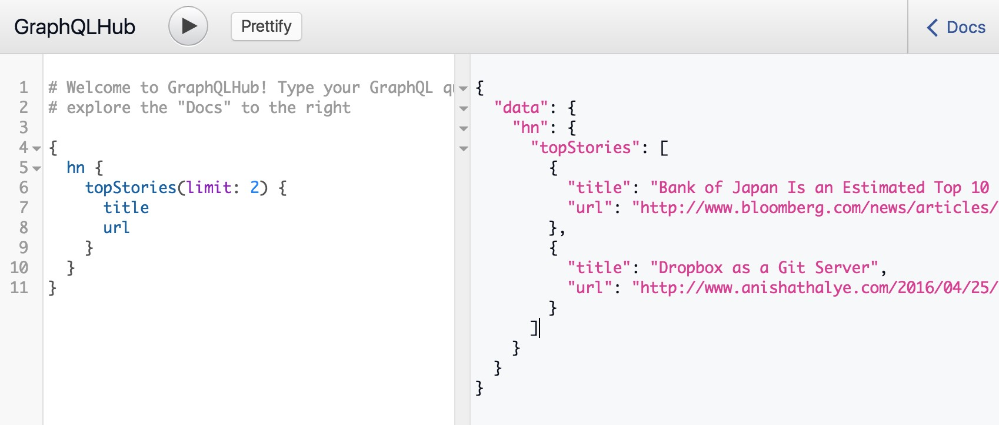 GraphQLHub
Prettify
Docs
1 # Welcome to GraphQLHub! Type your GraphQL
2 # explore the "Docs" to the right
3
4 {
5 hn {
6 topStories(limit: 2) {
7 title
8 url
9 }
10 }
11 }
{
"data": {
"hn": {
"topStories": [
{
"title": "Bank of Japan Is an Estimated Top 10
"url": "http://www.bloomberg.com/news/articles/
},
{
"title": "Dropbox as a Git Server",
"url": "http://www.anishathalye.com/2016/04/25/
}
]
}
}
}